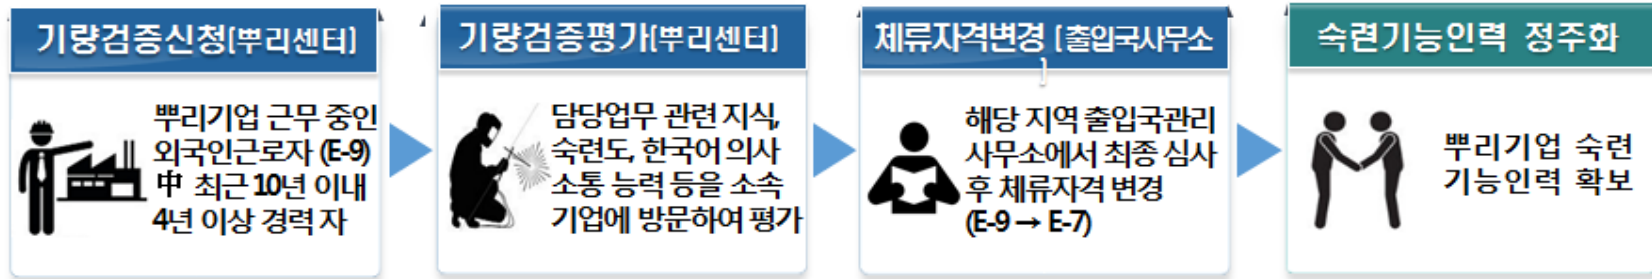 기량검증신청[뿌리센터]
뿌리기업 근무 중인
외국인근로자 (E-9)
中 최근 10년 이내
4년 이상 경력 자
기량검증평가[뿌리센터]
담당업무 관련 지식,
숙련도, 한국어 의사
소통 능력 등을 소속
기업에 방문하여 평가
체류자격변경 [출입국사무소
]
해당 지역 출입국관리
사무소에서 최종 심사
후 체류자격 변경
(E-9 → E-7)
숙련기능인력 정주화
뿌리기업 숙련
기능인력 확보